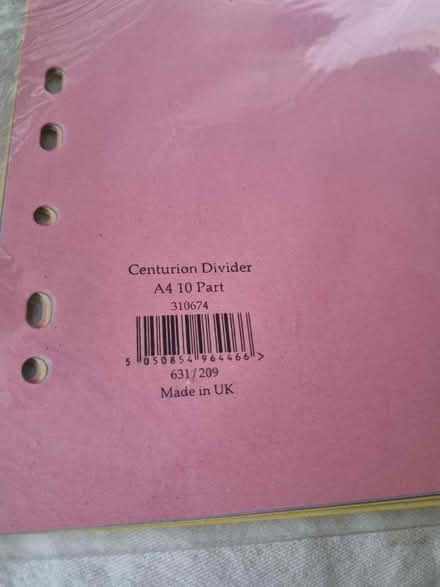 Centurion Divider
A4 10 Part
310674
5 050854 964466 >
631/209
Made in UK